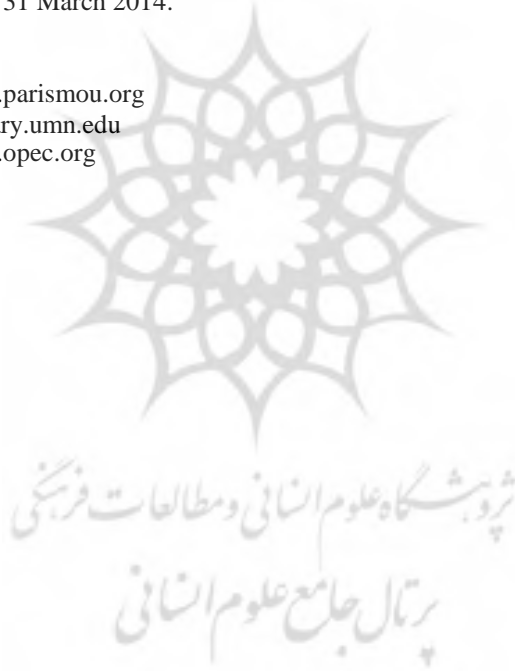 31 March 2014.
.parismou.org
ry.umn.edu
.opec.org
پژوهشگاه علوم انسانی و مطالعات فرهنگی
پرتال جامع علوم انسانی